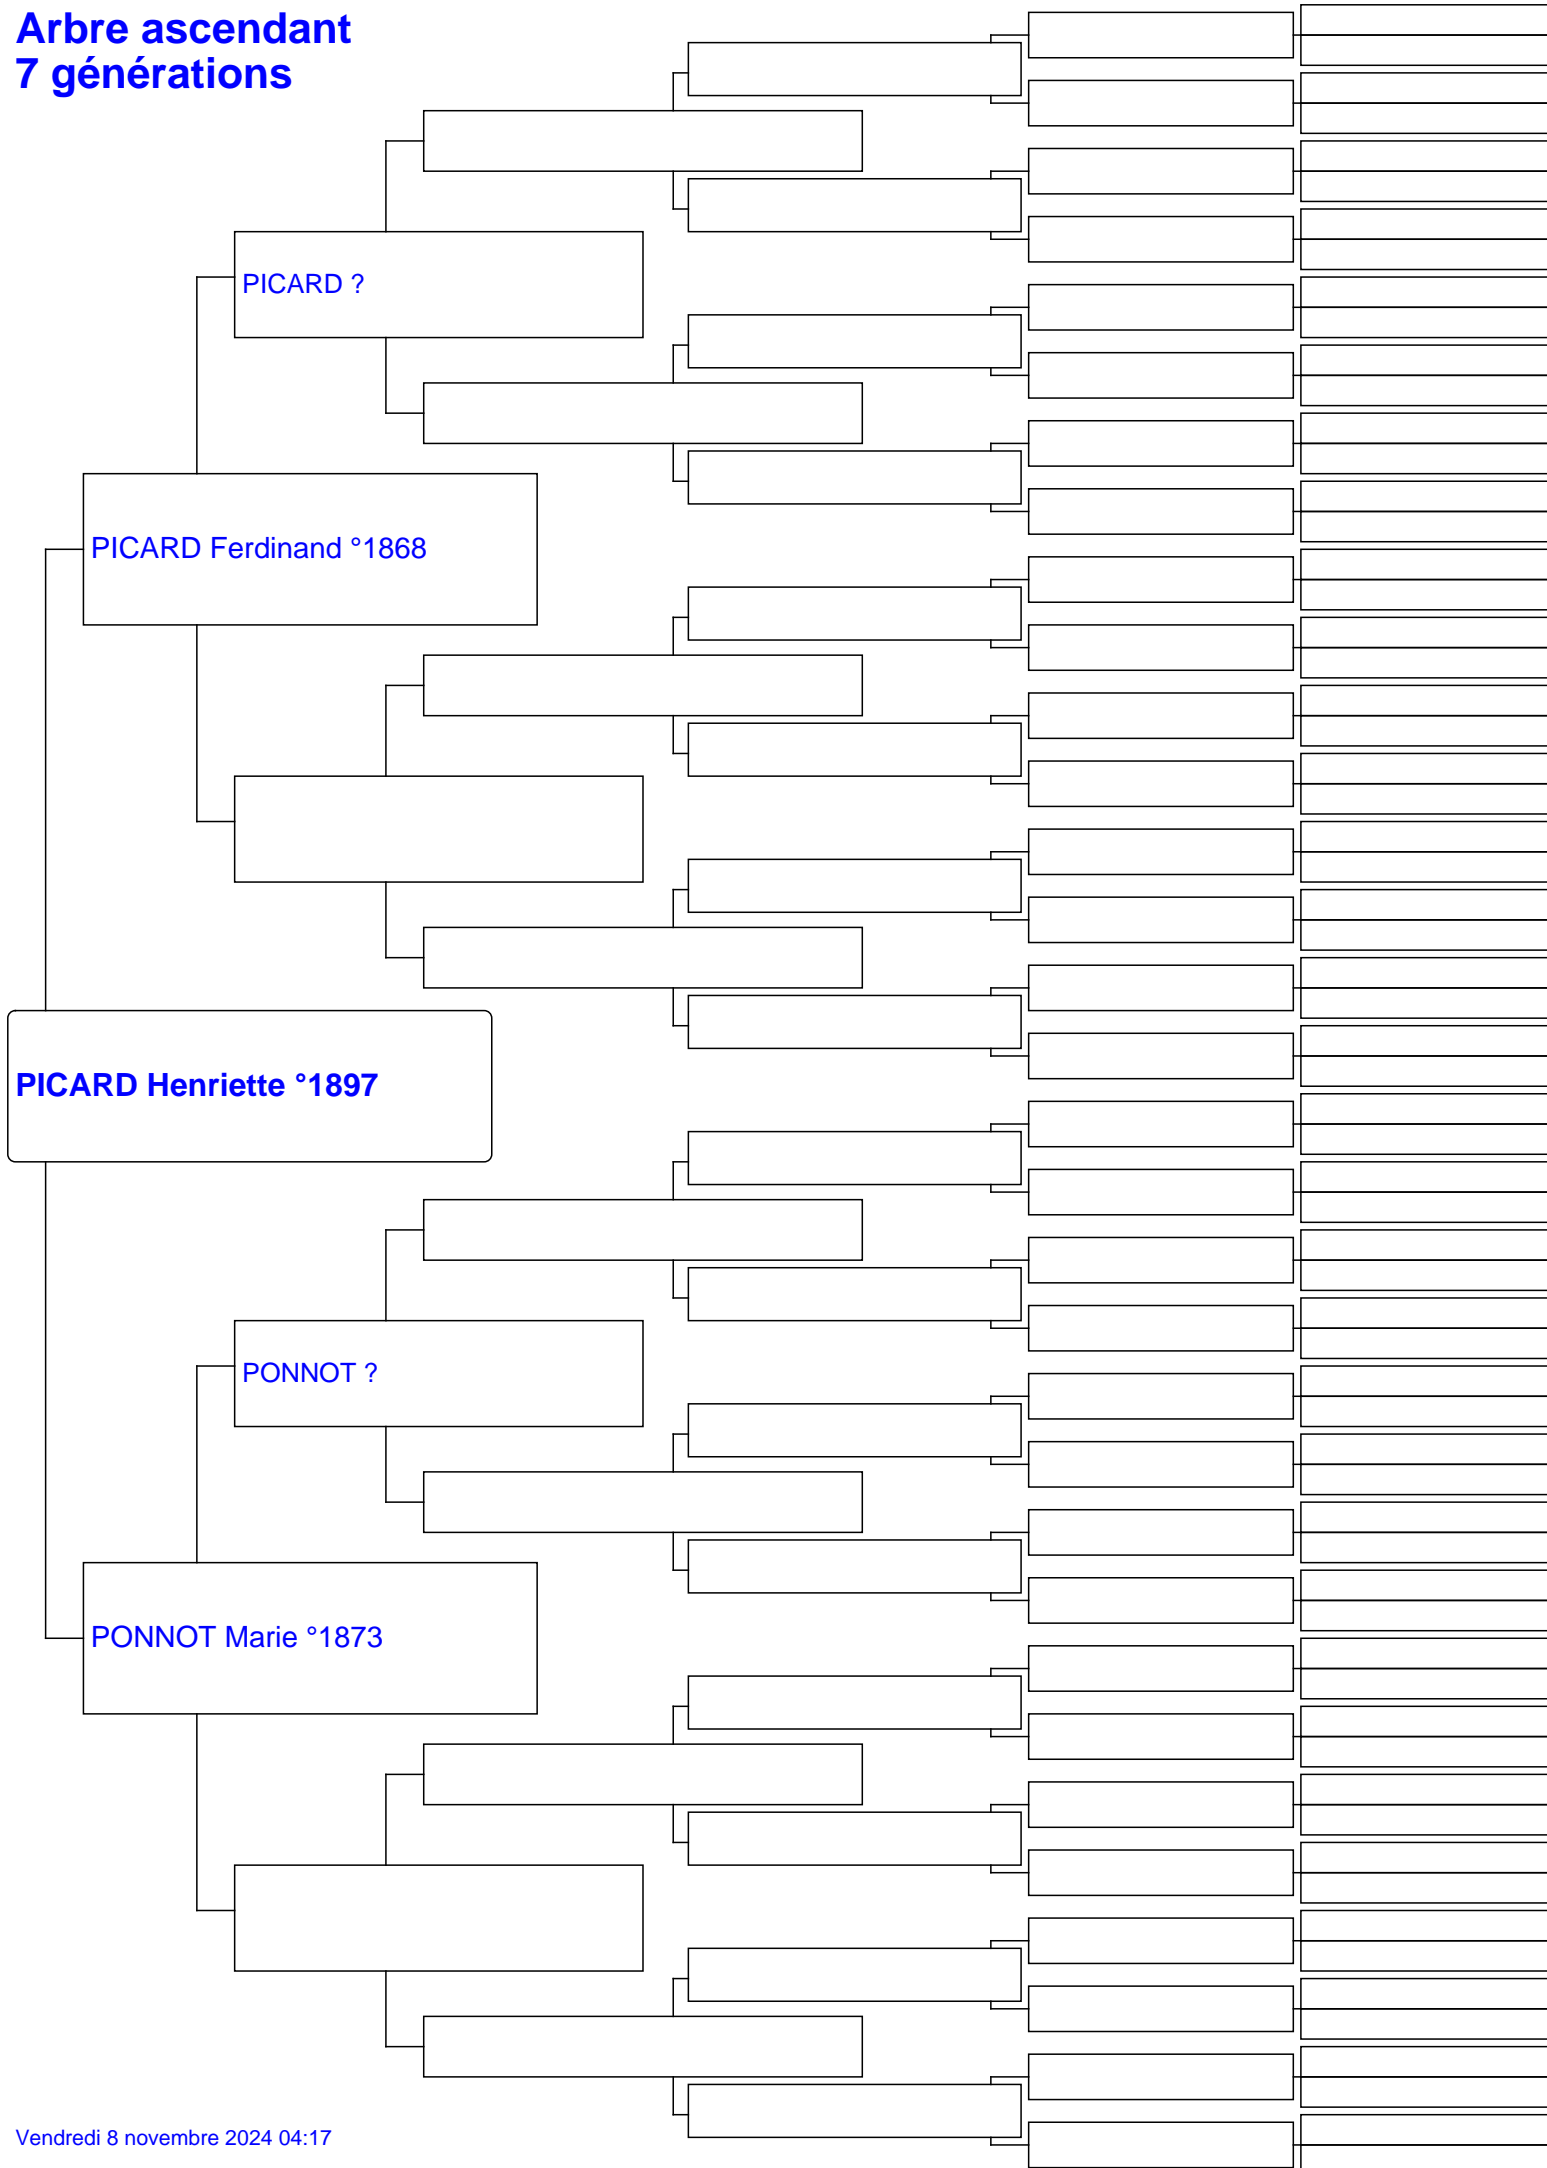 Arbre ascendant
7 générations
PICARD ?
PICARD Ferdinand °1868
PICARD Henriette °1897
PONNOT ?
PONNOT Marie °1873
Vendredi 8 novembre 2024 04:17